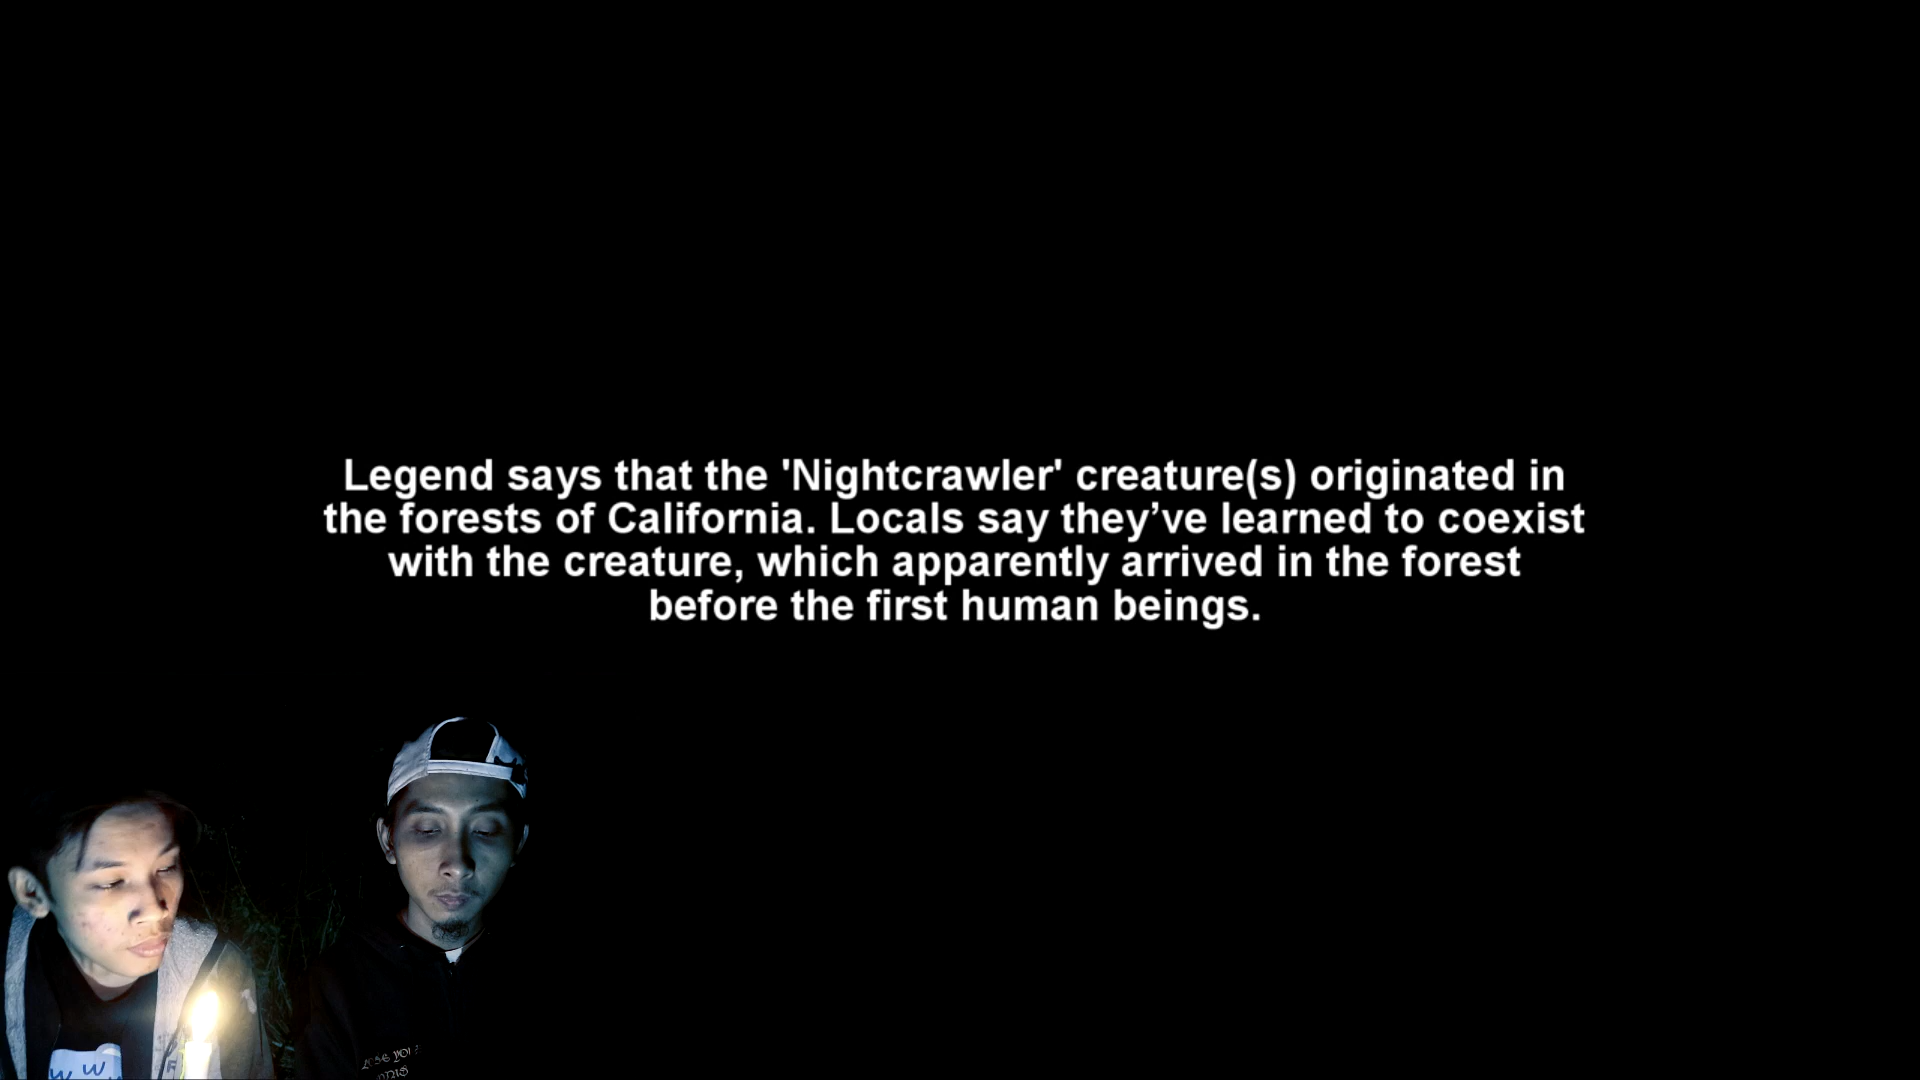 Legend says that the 'Nightcrawler' creature(s) originated in
the forests of California. Locals say they’ve learned to coexist
with the creature, which apparently arrived in the forest
before the first human beings.